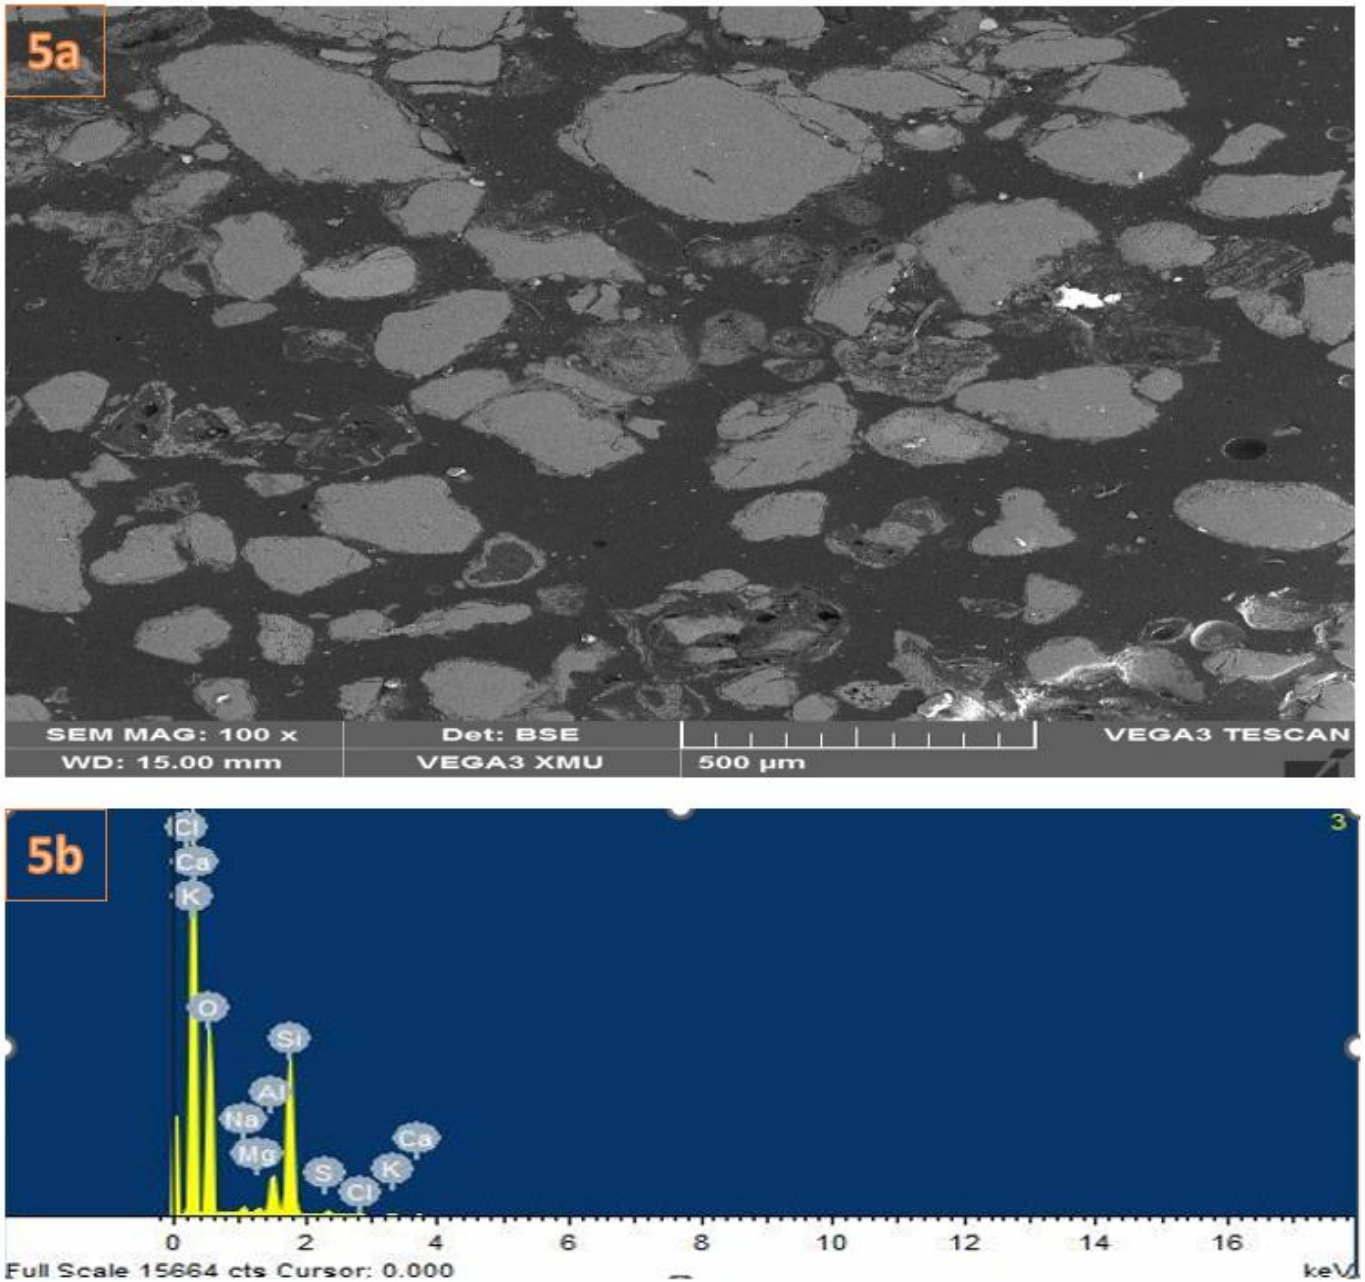 5a
SEM MAG: 100 x
Det: BSE
VEGA3 TESCAN
WD: 15.00 mm
VEGA3 XMU
500 µm
5b
3
Cl
Ca
K
O
Si
Al
Na
Mg
S
Cl
K
Ca
0 2 4 6 8 10 12 14 16
Full Scale 15664 cts Cursor: 0.000
keV